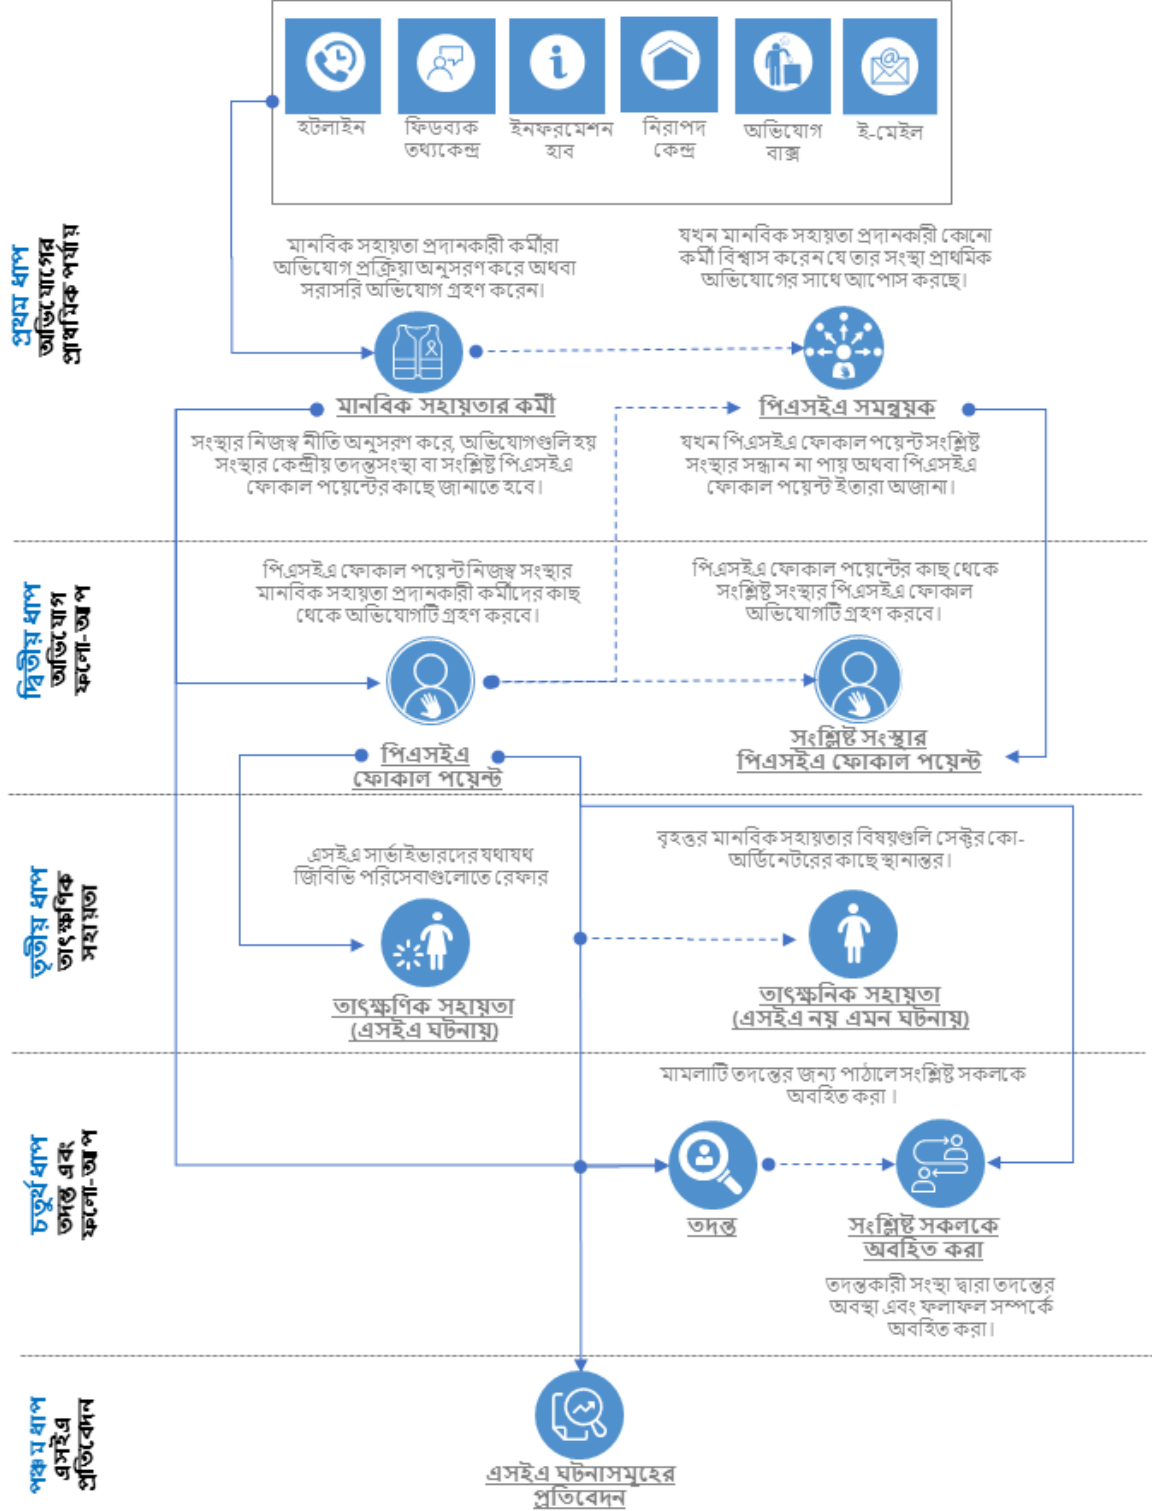 হটলাইন
ফিডব্যক
তথ্যকেন্দ্র
ইনফরমেশন
হাব
নিরাপদ
কেন্দ্র
অভিযোগ
বাক্স
ই-মেইল
প্রথম ধাপ
অভিযোগের
প্রাথমিক পর্যায়
মানবিক সহায়তা প্রদানকারী কর্মীরা
অভিযোগ প্রক্রিয়া অনুসরণ করে অথবা
সরাসরি অভিযোগ গ্রহণ করেন।
যখন মানবিক সহায়তা প্রদানকারী কোনো
কর্মী বিশ্বাস করেন যে তার সংস্থা প্রাথমিক
অভিযোগের সাথে আপোস করছে।
মানবিক সহায়তার কর্মী
পিএসইএ সমন্বয়ক
সংস্থার নিজস্ব নীতি অনুসরণ করে, অভিযোগগুলি হয়
সংস্থার কেন্দ্রীয় তদন্তসংস্থা বা সংশ্লিষ্ট পিএসইএ
ফোকাল পয়েন্টের কাছে জানাতে হবে।
যখন পিএসইএ ফোকাল পয়েন্ট সংশ্লিষ্ট
সংস্থার সন্ধান না পায় অথবা পিএসইএ
ফোকাল পয়েন্ট ইতারা অজানা।
দ্বিতীয় ধাপ
অভিযোগ
ফলো-আপ
পিএসইএ ফোকাল পয়েন্ট নিজস্ব সংস্থার
মানবিক সহায়তা প্রদানকারী কর্মীদের কাছ
থেকে অভিযোগটি গ্রহণ করবে।
পিএসইএ ফোকাল পয়েন্টের কাছ থেকে
সংশ্লিষ্ট সংস্থার পিএসইএ ফোকাল
অভিযোগটি গ্রহণ করবে।
পিএসইএ
ফোকাল পয়েন্ট
সংশ্লিষ্ট সংস্থার
পিএসইএ ফোকাল পয়েন্ট
তৃতীয় ধাপ
তাৎক্ষণিক
সহায়তা
এসইএ সার্ভাইভারদের যথাযথ
জিবিভি পরিসেবাগুলোতে রেফার
বৃহত্তর মানবিক সহায়তার বিষয়গুলি সেক্টর কো-
অর্ডিনেটরের কাছে স্থানান্তর।
তাৎক্ষণিক সহায়তা
(এসইএ ঘটনায়)
তাৎক্ষনিক সহায়তা
(এসইএ নয় এমন ঘটনায়)
চতুর্থ ধাপ
তদন্ত এবং
ফলো-আপ
মামলাটি তদন্তের জন্য পাঠালে সংশ্লিষ্ট সকলকে
অবহিত করা।
তদন্ত
সংশ্লিষ্ট সকলকে
অবহিত করা
তদন্তকারী সংস্থা দ্বারা তদন্তের
অবস্থা এবং ফলাফল সম্পর্কে
অবহিত করা।
পঞ্চম ধাপ
এসইএ
প্রতিবেদন
এসইএ ঘটনাসমূহের
প্রতিবেদন